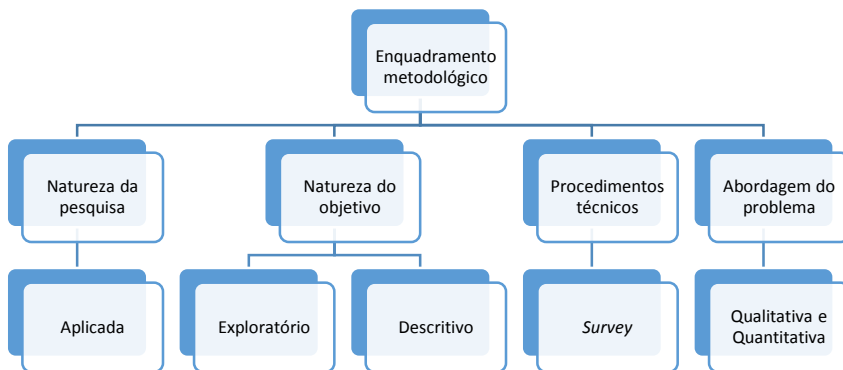 Enquadramento
metodológico
Natureza da
pesquisa
Natureza do
objetivo
Procedimentos
técnicos
Abordagem do
problema
Aplicada
Exploratório
Descritivo
Survey
Qualitativa e
Quantitativa